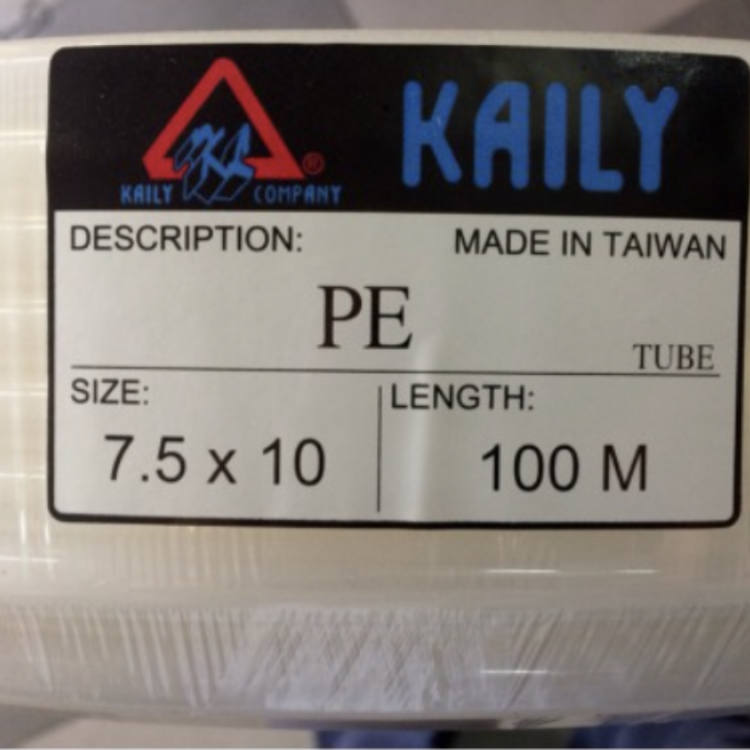 KAILY COMPANY ®
KAILY
DESCRIPTION: MADE IN TAIWAN
PE
TUBE
SIZE: LENGTH:
7.5 x 10 100 M